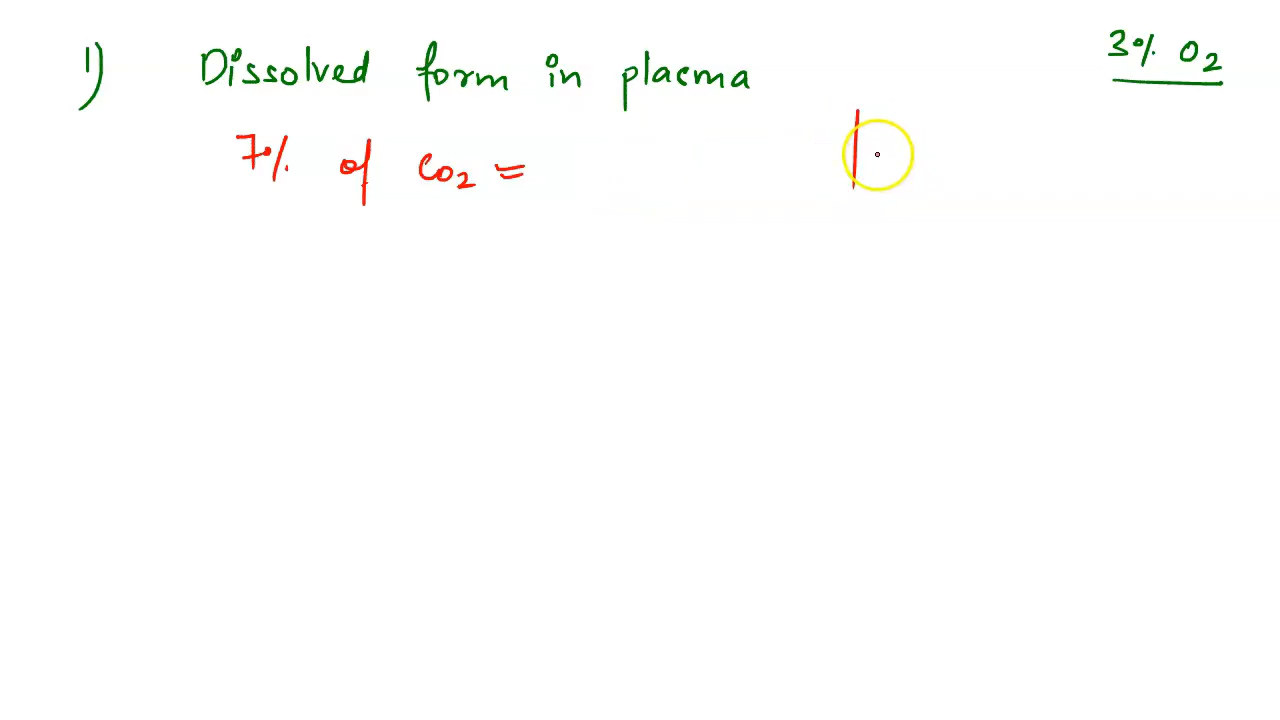 1) Dissolved form in plasma
3% O2
7% of CO2 =